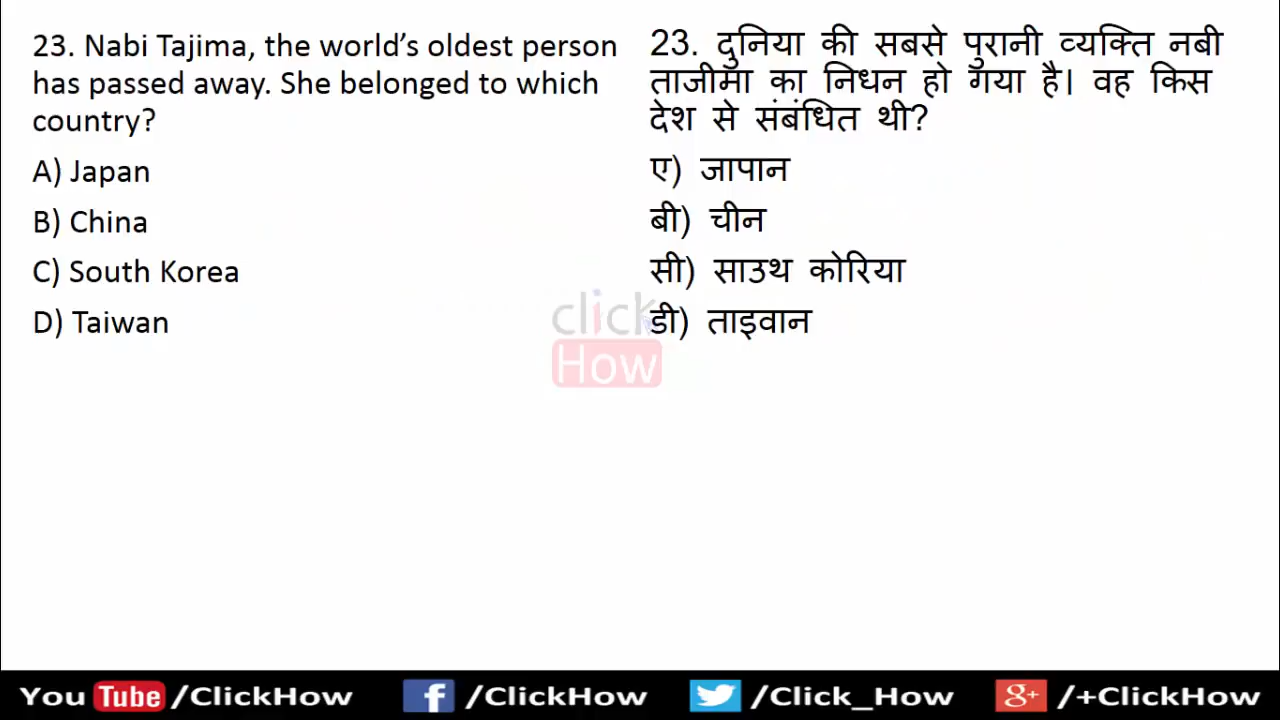 23. Nabi Tajima, the world's oldest person
has passed away. She belonged to which
country?
A) Japan
B) China
C) South Korea
D) Taiwan
23. दुनिया की सबसे पुरानी व्यक्ति नबी
ताजीमा का निधन हो गया है। वह किस
देश से संबंधित थी?
ए) जापान
बी) चीन
सी) साउथ कोरिया
डी) ताइवान
click
How
You Tube /ClickHow f /ClickHow /Click_How g+ /+ClickHow